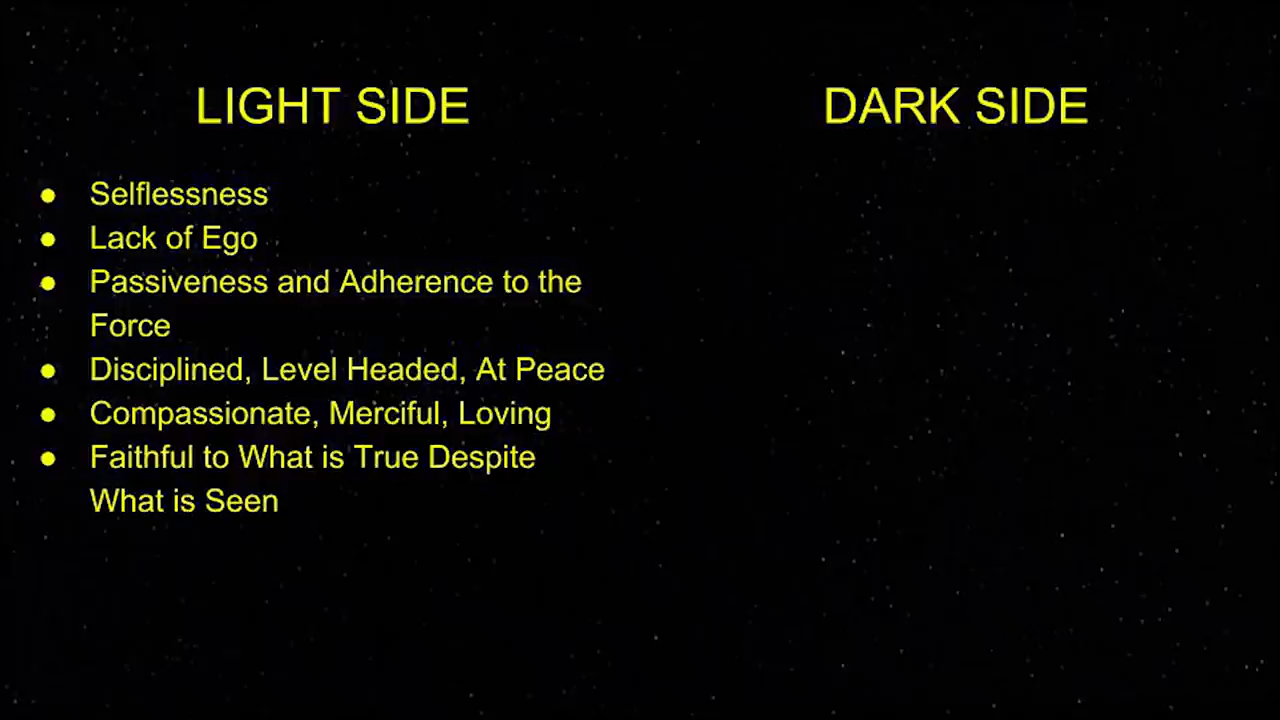 LIGHT SIDE
● Selflessness
● Lack of Ego
● Passiveness and Adherence to the
Force
● Disciplined, Level Headed, At Peace
● Compassionate, Merciful, Loving
● Faithful to What is True Despite
What is Seen
DARK SIDE